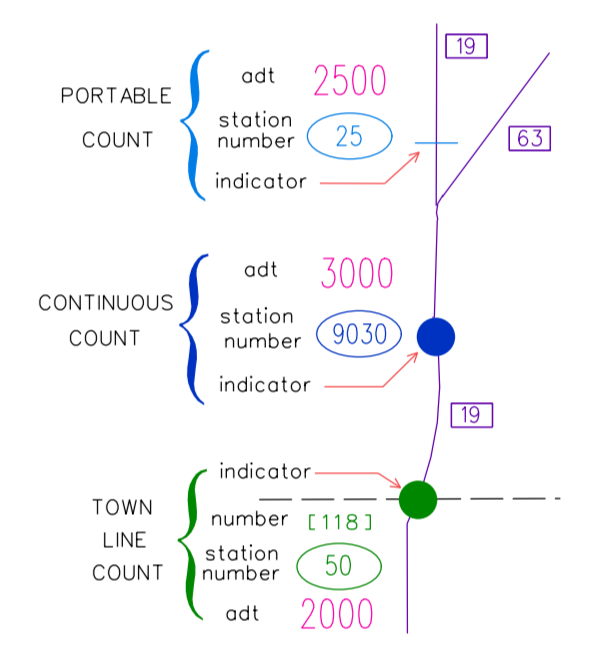 19
adt 2500
PORTABLE
63
station
number 25
COUNT
indicator
adt 3000
CONTINUOUS
station
number 9030
COUNT
indicator
19
indicator
TOWN
number [118]
LINE
station
number 50
COUNT
adt 2000